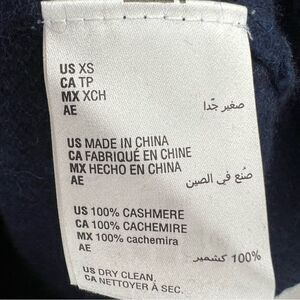 US XS
CA TP
MX XCH
AE صغير جدًا
US MADE IN CHINA
CA FABRIQUÉ EN CHINE
MX HECHO EN CHINA
AE صنع في الصين
US 100% CASHMERE
CA 100% CACHEMIRE
MX 100% cachemira
AE 100% كشمير
US DRY CLEAN.
CA NETTOYER À SEC.